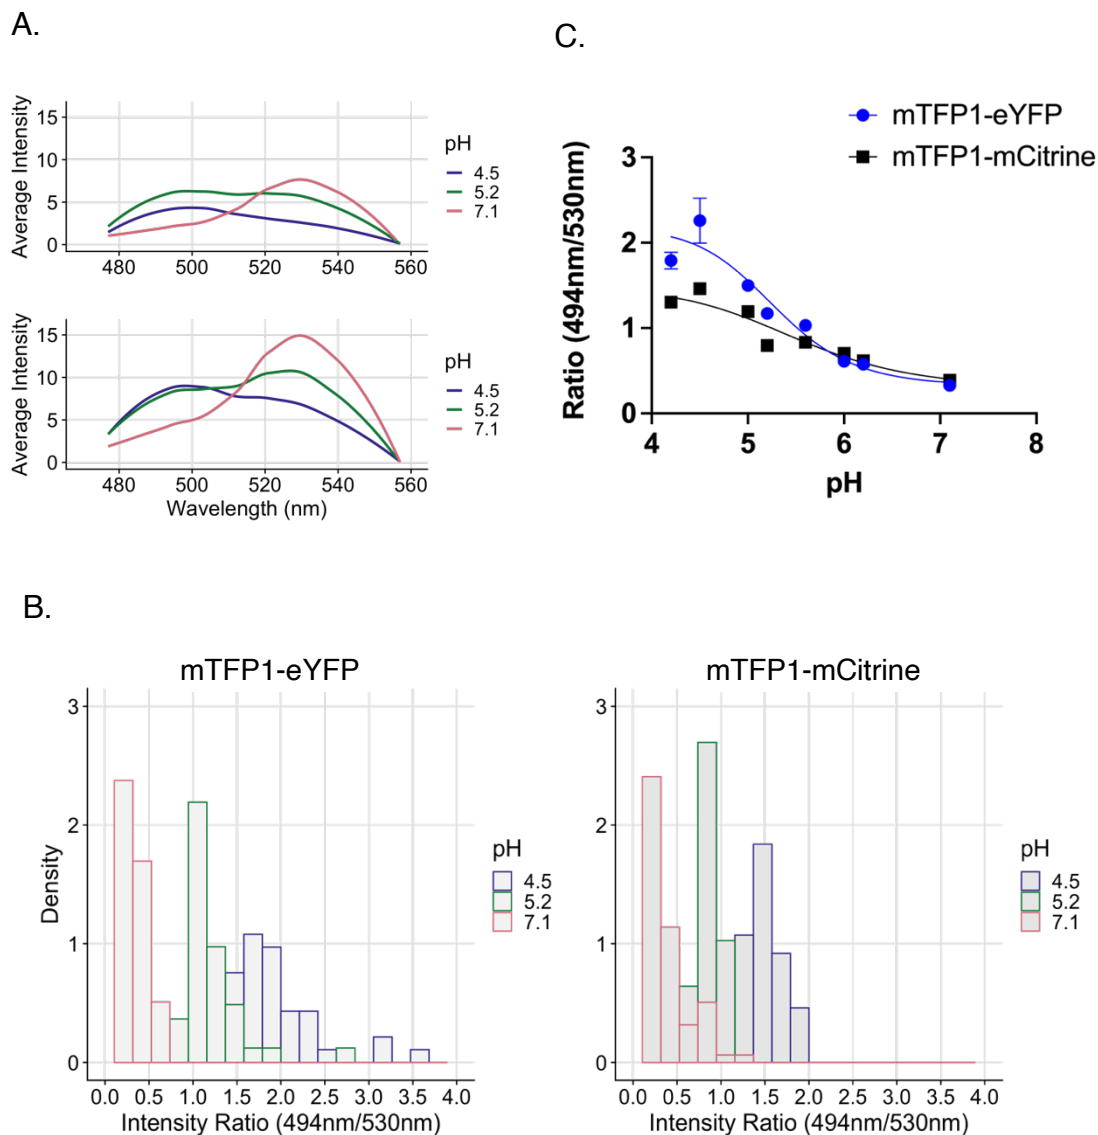 A.
Average Intensity
15
10
5
0
480 500 520 540 560
pH
4.5
5.2
7.1
Average Intensity
15
10
5
0
480 500 520 540 560
Wavelength (nm)
pH
4.5
5.2
7.1
C.
mTFP1-eYFP
mTFP1-mCitrine
Ratio (494nm/530nm)
3
2
1
0
4 5 6 7 8
pH
B.
mTFP1-eYFP
Density
3
2
1
0
0.0 0.5 1.0 1.5 2.0 2.5 3.0 3.5 4.0
Intensity Ratio (494nm/530nm)
pH
4.5
5.2
7.1
mTFP1-mCitrine
3
2
1
0
0.0 0.5 1.0 1.5 2.0 2.5 3.0 3.5 4.0
Intensity Ratio (494nm/530nm)
pH
4.5
5.2
7.1